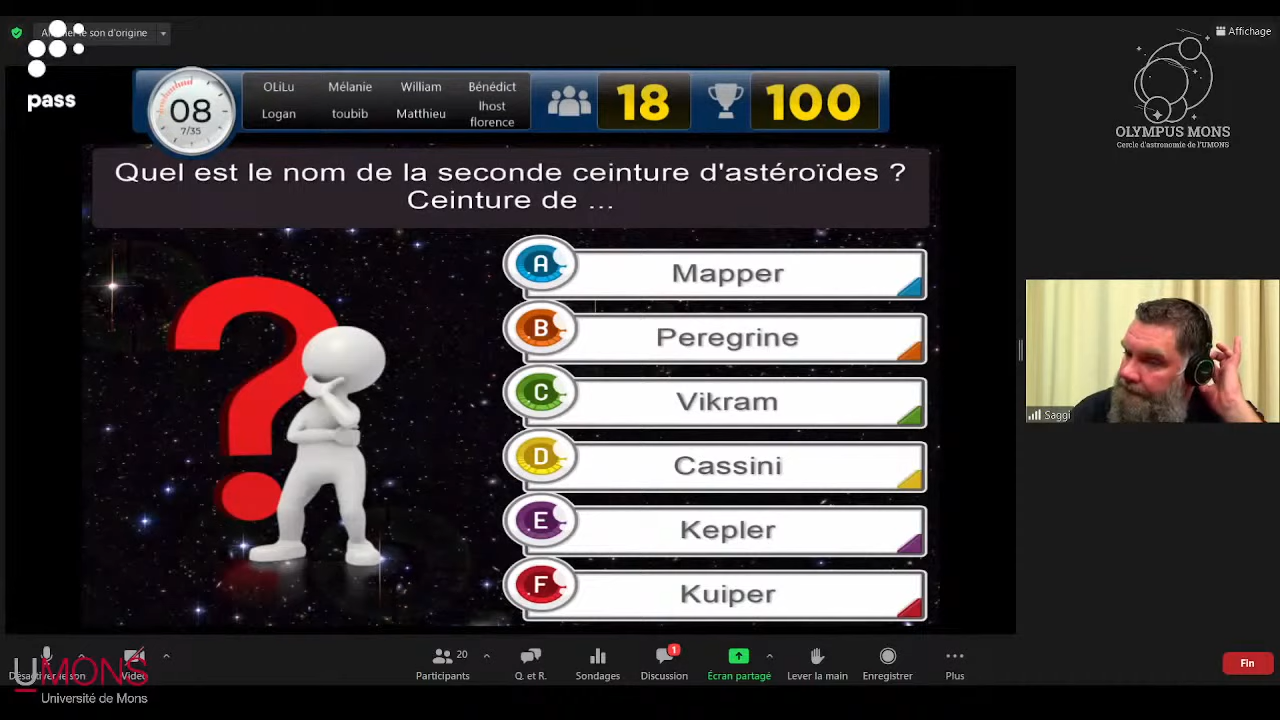 Affichage
pass
OLYMPUS MONS
Cercle d'astronomie de l'UMONS
08
7/35
OLiLu Mélanie William Bénédict
Logan toubib Matthieu lhost florence
18
100
Quel est le nom de la seconde ceinture d'astéroïdes ?
Ceinture de ...
A Mapper
B Peregrine
C Vikram
D Cassini
E Kepler
F Kuiper
Saggi
20
1
Participants Q. et R. Sondages Discussion Écran partagé Lever la main Enregistrer Plus
Fin
UMONS
Université de Mons